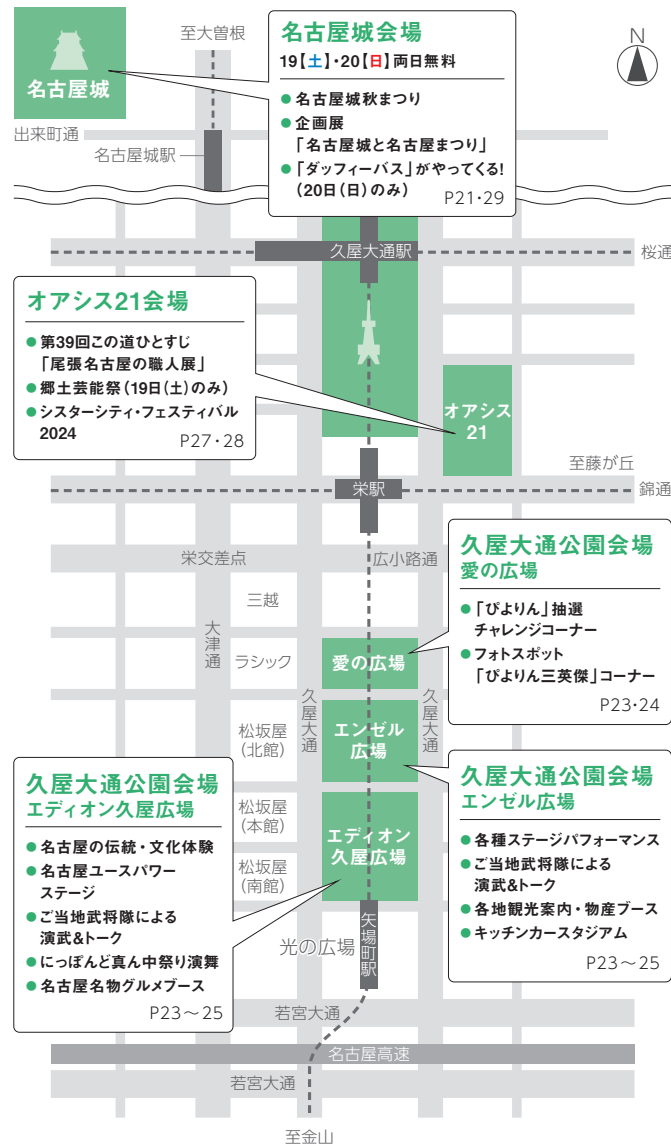 至大曽根
名古屋城
出来町通
名古屋城駅
名古屋城会場
19【土】・20【日】両日無料
● 名古屋城秋まつり
● 企画展
「名古屋城と名古屋まつり」
● 「ダッフィーバス」がやってくる!
(20日(日)のみ)
P21・29
N
久屋大通駅
桜通
オアシス21会場
● 第39回この道ひとすじ
「尾張名古屋の職人展」
● 郷土芸能祭(19日(土)のみ)
● シスターシティ・フェスティバル
2024
P27・28
オアシス
21
至藤が丘
栄駅
錦通
栄交差点
広小路通
三越
大津通
ラシック
愛の広場
久屋大通
久屋大通
久屋大通公園会場
愛の広場
● 「ぴよりん」抽選
チャレンジコーナー
● フォトスポット
「ぴよりん三英傑」コーナー
P23・24
松坂屋
(北館)
エンゼル
広場
久屋大通公園会場
エディオン久屋広場
● 名古屋の伝統・文化体験
● 名古屋ユースパワー
ステージ
● ご当地武将隊による
演武&トーク
● にっぽんど真ん中祭り演舞
● 名古屋名物グルメブース
P23～25
松坂屋
(本館)
松坂屋
(南館)
エディオン
久屋広場
久屋大通公園会場
エンゼル広場
● 各種ステージパフォーマンス
● ご当地武将隊による
演武&トーク
● 各地観光案内・物産ブース
● キッチンカースタジアム
P23～25
光の広場
矢場町駅
若宮大通
名古屋高速
若宮大通
至金山